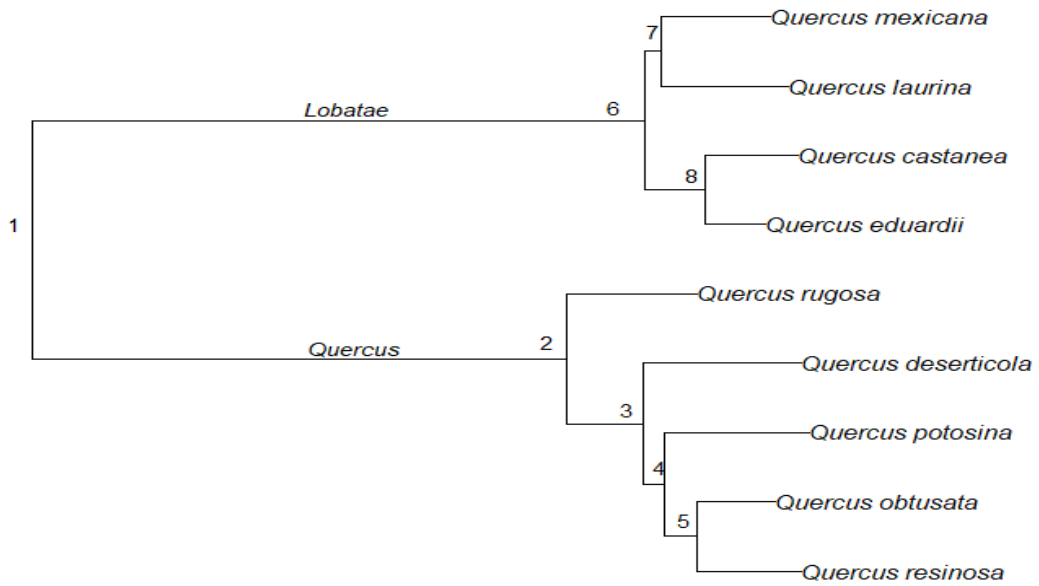 Quercus mexicana
7
Quercus laurina
Lobatae
6
Quercus castanea
8
Quercus eduardii
1
Quercus rugosa
Quercus
2
Quercus deserticola
3
Quercus potosina
4
Quercus obtusata
5
Quercus resinosa